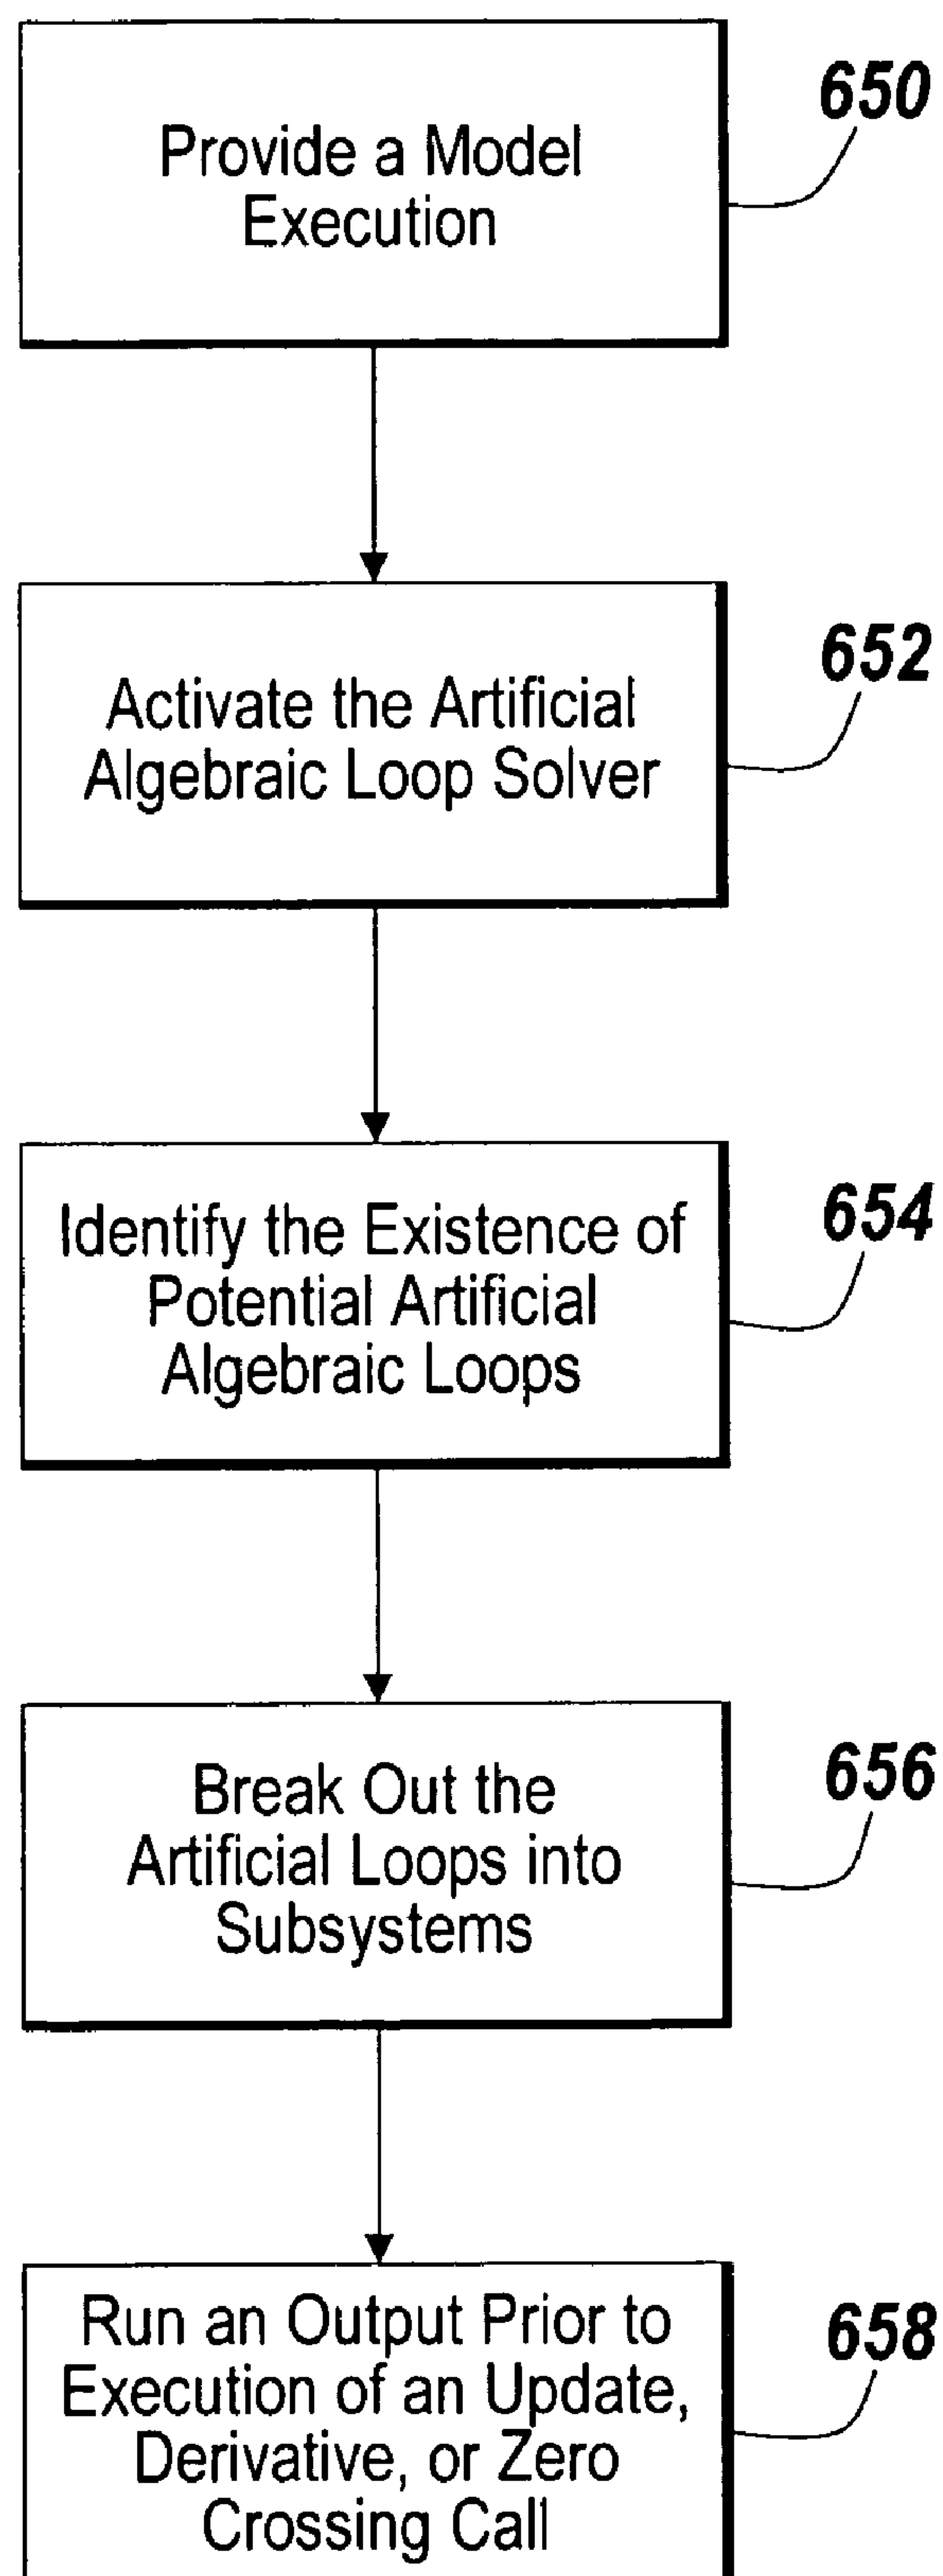 650
Provide a Model
Execution
652
Activate the Artificial
Algebraic Loop Solver
654
Identify the Existence of
Potential Artificial
Algebraic Loops
656
Break Out the
Artificial Loops into
Subsystems
658
Run an Output Prior to
Execution of an Update,
Derivative, or Zero
Crossing Call